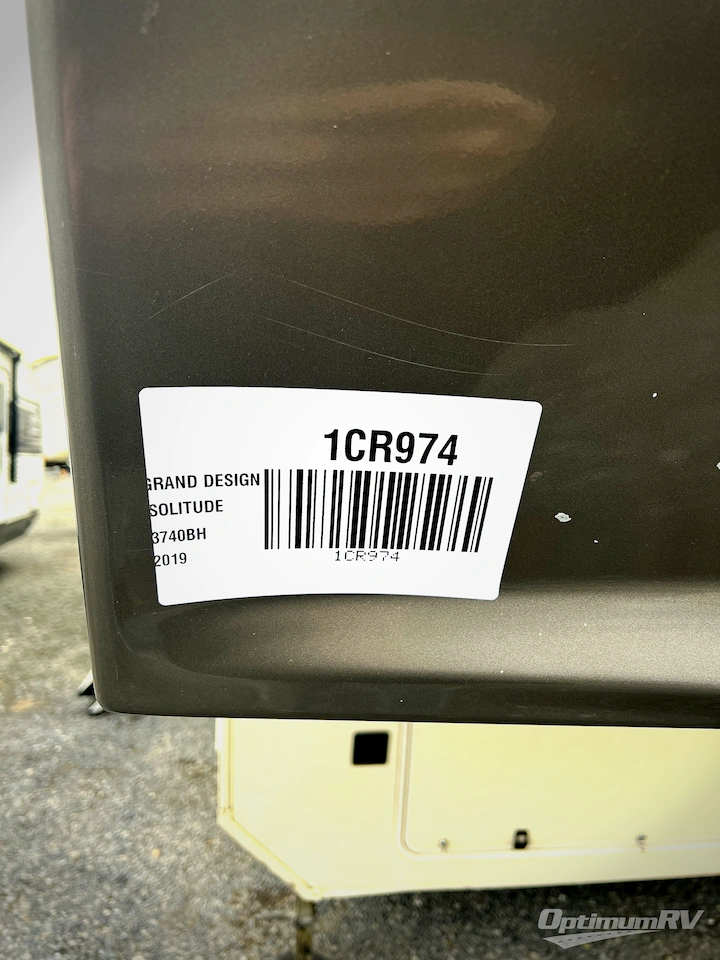 1CR974
GRAND DESIGN
SOLITUDE
3740BH
2019
1CR974
OptimumRV